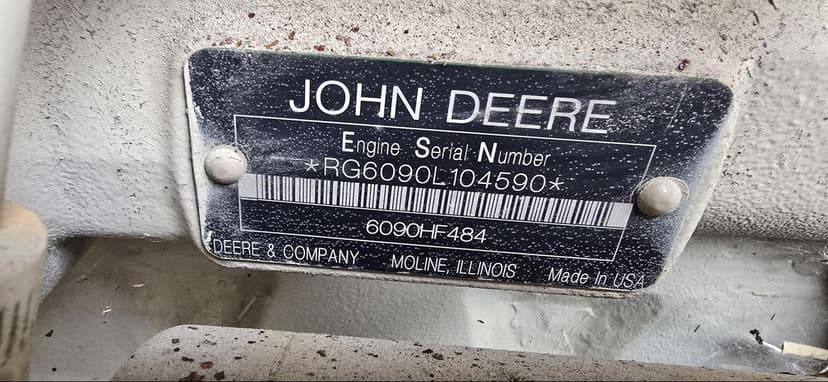 JOHN DEERE
Engine Serial Number
*RG6090L104590*
6090HF484
DEERE & COMPANY MOLINE, ILLINOIS Made In USA